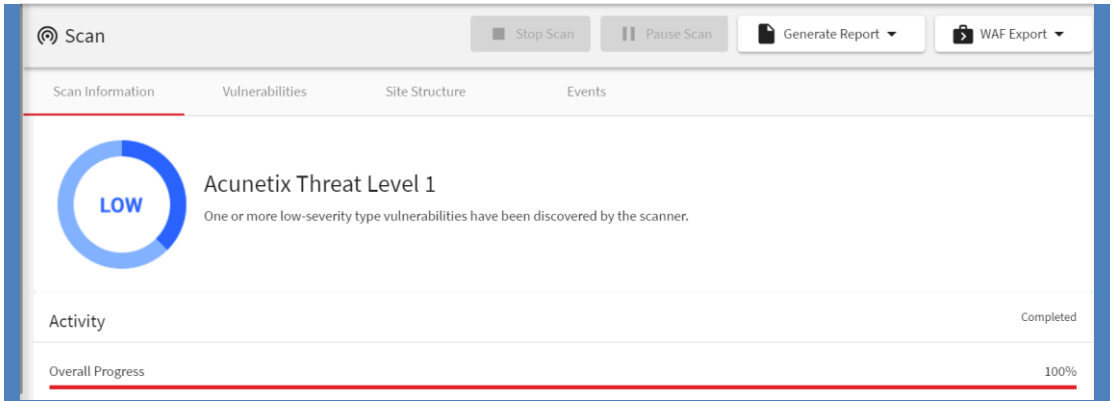 Scan
Stop Scan
Pause Scan
Generate Report
WAF Export
Scan Information
Vulnerabilities
Site Structure
Events
LOW
Acunetix Threat Level 1
One or more low-severity type vulnerabilities have been discovered by the scanner.
Activity
Completed
Overall Progress
100%